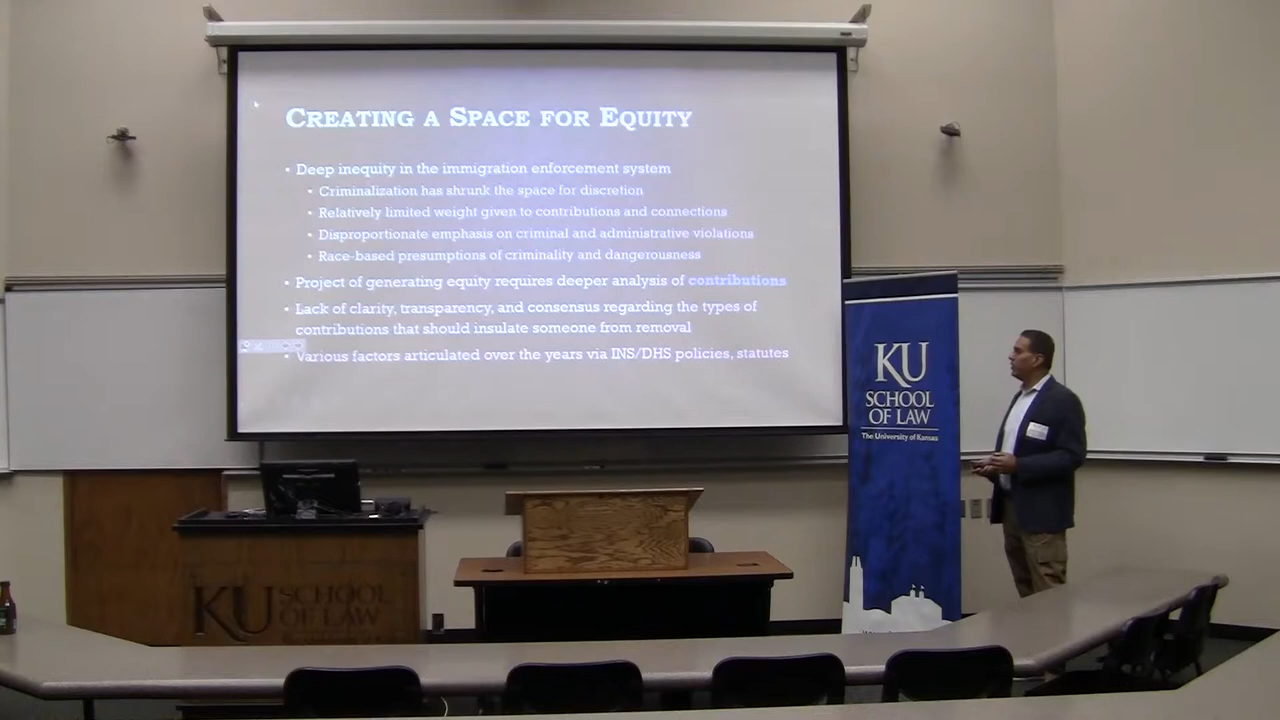 CREATING A SPACE FOR EQUITY
• Deep inequity in the immigration enforcement system
• Criminalization has shrunk the space for discretion
• Relatively limited weight given to contributions and connections
• Disproportionate emphasis on criminal and administrative violations
• Race-based presumptions of criminality and dangerousness
• Project of generating equity requires deeper analysis of contributions
• Lack of clarity, transparency, and consensus regarding the types of
contributions that should insulate someone from removal
• Various factors articulated over the years via INS/DHS policies, statutes
KU
SCHOOL
OF LAW
The University of Kansas
KU SCHOOL
OF LAW